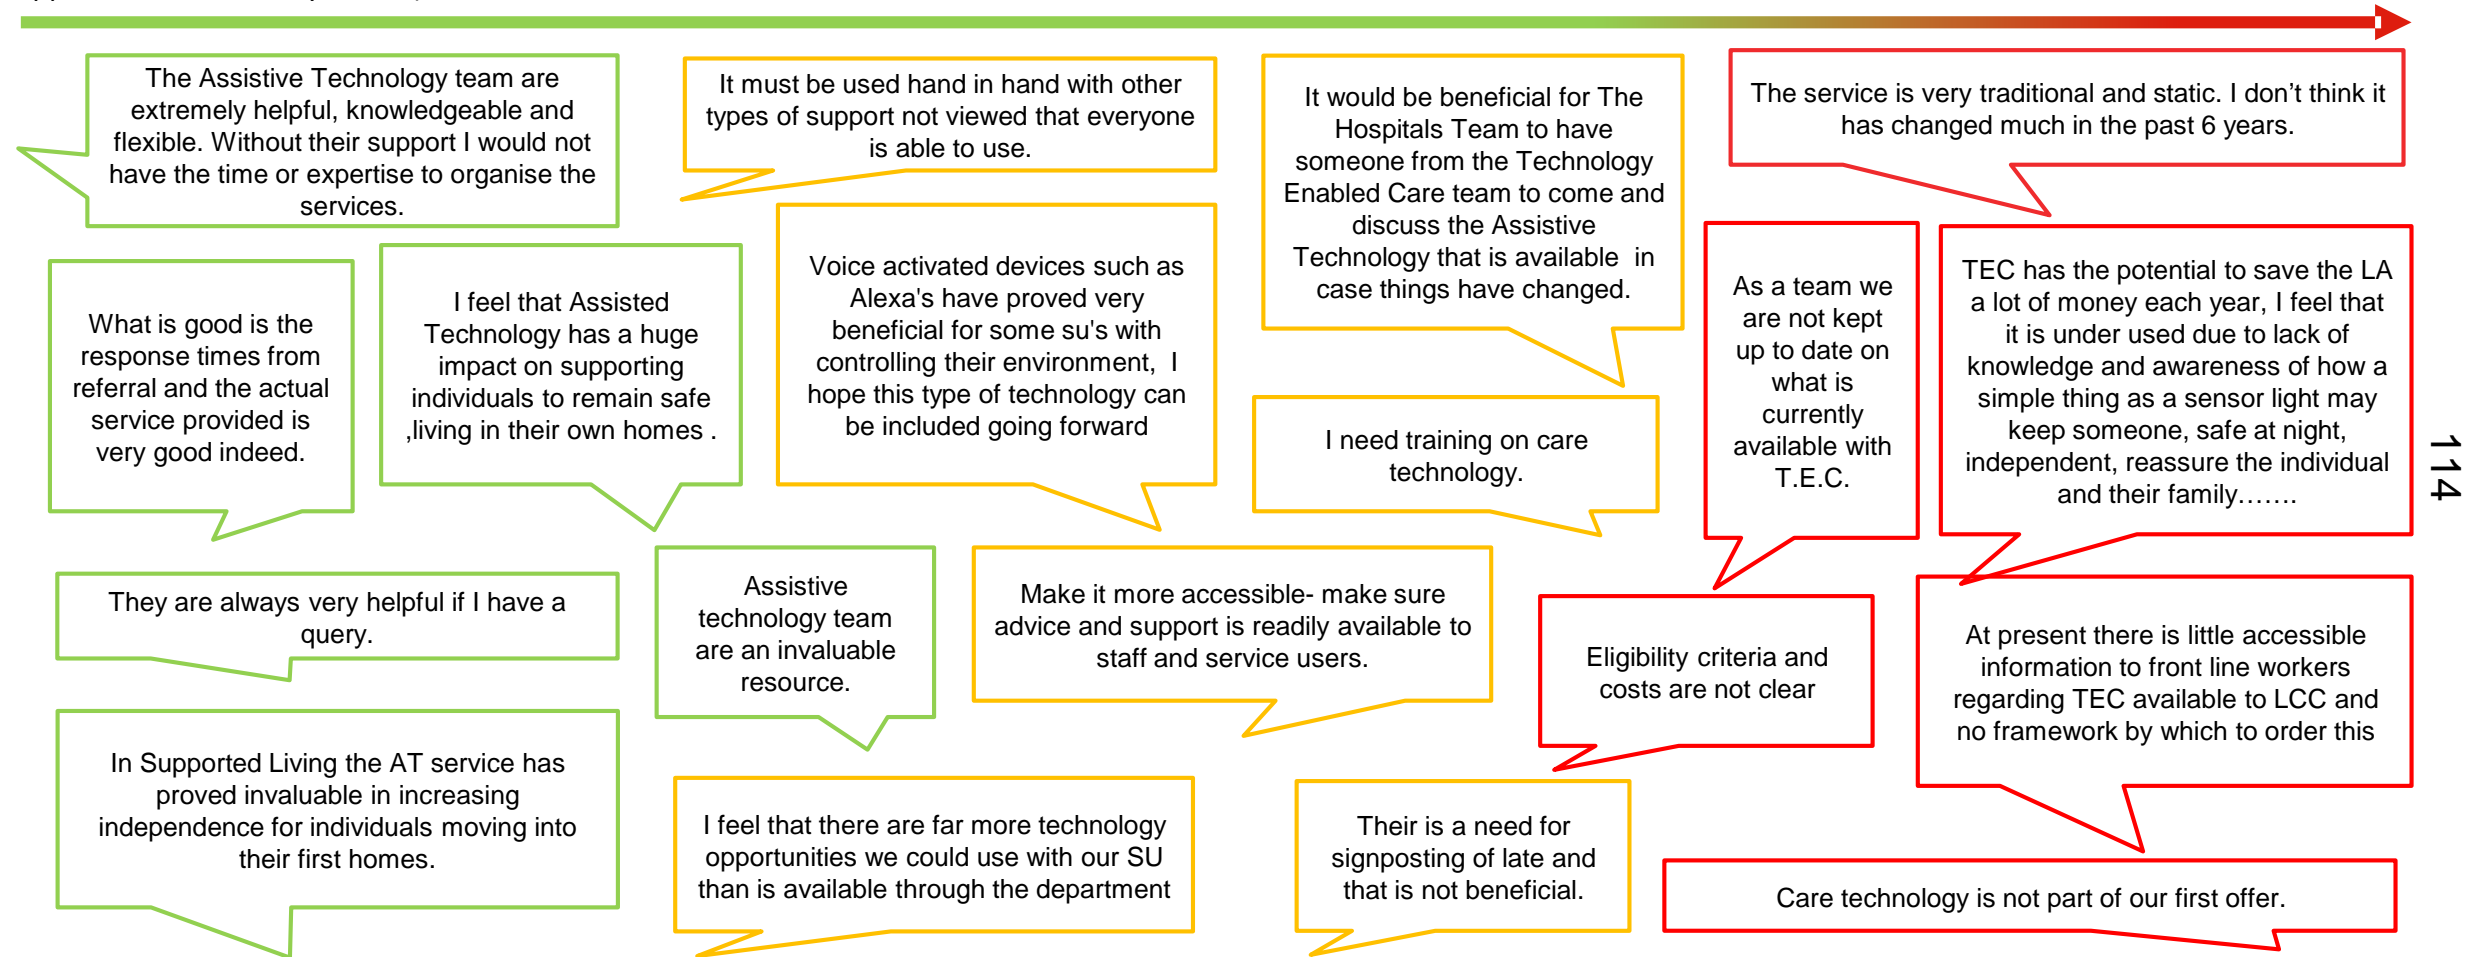 The Assistive Technology team are
extremely helpful, knowledgeable and
flexible. Without their support I would not
have the time or expertise to organise the
services.
It must be used hand in hand with other
types of support not viewed that everyone
is able to use.
It would be beneficial for The
Hospitals Team to have
someone from the Technology
Enabled Care team to come and
discuss the Assistive
Technology that is available in
case things have changed.
The service is very traditional and static. I don't think it
has changed much in the past 6 years.
What is good is the
response times from
referral and the actual
service provided is
very good indeed.
I feel that Assisted
Technology has a huge
impact on supporting
individuals to remain safe
,living in their own homes .
Voice activated devices such as
Alexa's have proved very
beneficial for some su's with
controlling their environment, I
hope this type of technology can
be included going forward
I need training on care
technology.
As a team we
are not kept
up to date on
what is
currently
available with
T.E.C.
TEC has the potential to save the LA
a lot of money each year, I feel that
it is under used due to lack of
knowledge and awareness of how a
simple thing as a sensor light may
keep someone, safe at night,
independent, reassure the individual
and their family…….
114
They are always very helpful if I have a
query.
Assistive
technology team
are an invaluable
resource.
Make it more accessible- make sure
advice and support is readily available to
staff and service users.
Eligibility criteria and
costs are not clear
At present there is little accessible
information to front line workers
regarding TEC available to LCC and
no framework by which to order this
In Supported Living the AT service has
proved invaluable in increasing
independence for individuals moving into
their first homes.
I feel that there are far more technology
opportunities we could use with our SU
than is available through the department
Their is a need for
signposting of late and
that is not beneficial.
Care technology is not part of our first offer.